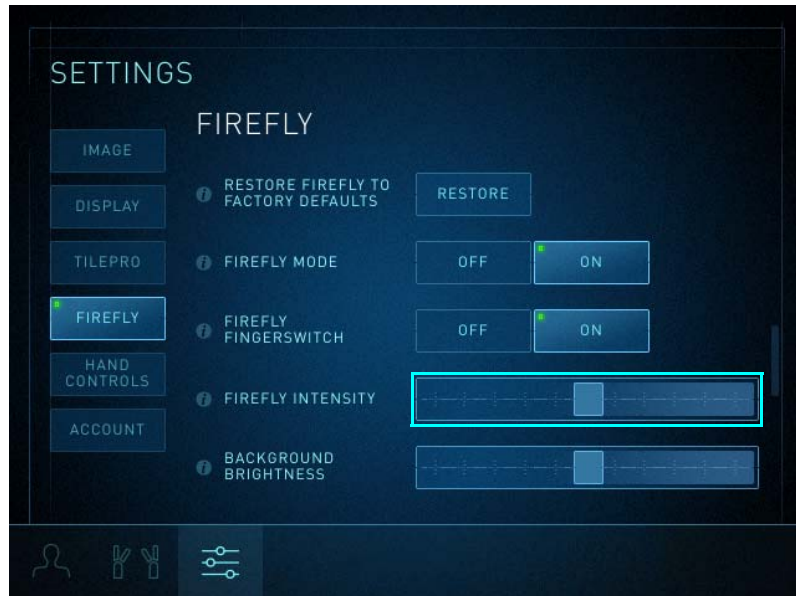 SETTINGS
FIREFLY
IMAGE
DISPLAY
TILEPRO
FIREFLY
HAND
CONTROLS
ACCOUNT
RESTORE FIREFLY TO
FACTORY DEFAULTS
RESTORE
FIREFLY MODE
OFF
ON
FIREFLY
FINGERSWITCH
OFF
ON
FIREFLY INTENSITY
BACKGROUND
BRIGHTNESS